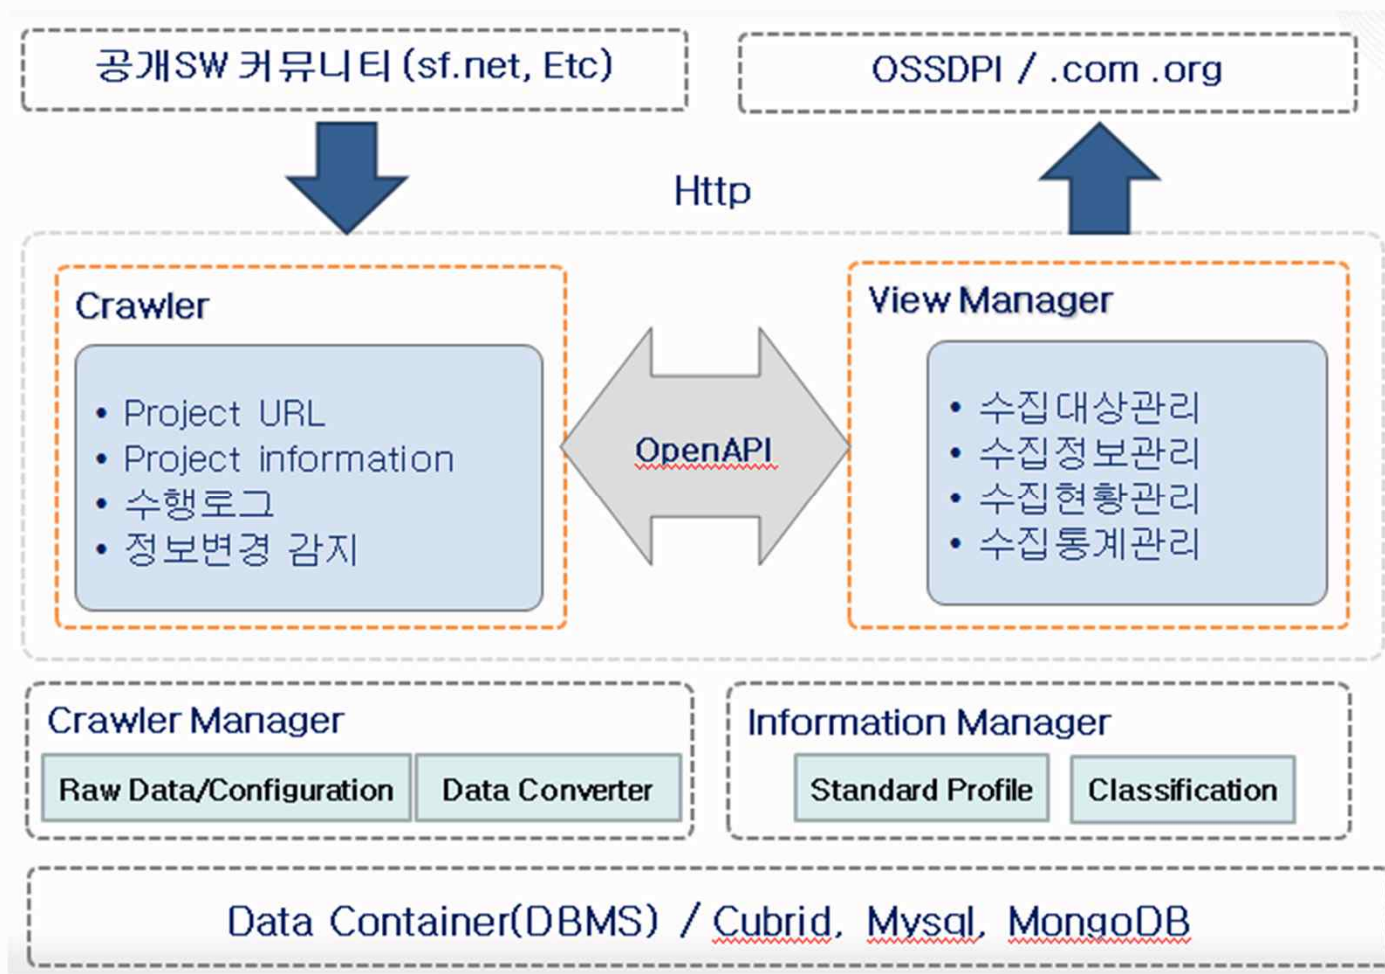 공개SW 커뮤니티 (sf.net, Etc)
OSSDPI / .com .org
Http
Crawler
• Project URL
• Project information
• 수행로그
• 정보변경 감지
OpenAPI
View Manager
• 수집대상관리
• 수집정보관리
• 수집현황관리
• 수집통계관리
Crawler Manager
Raw Data/Configuration
Data Converter
Information Manager
Standard Profile
Classification
Data Container(DBMS) / Cubrid, Mysql, MongoDB